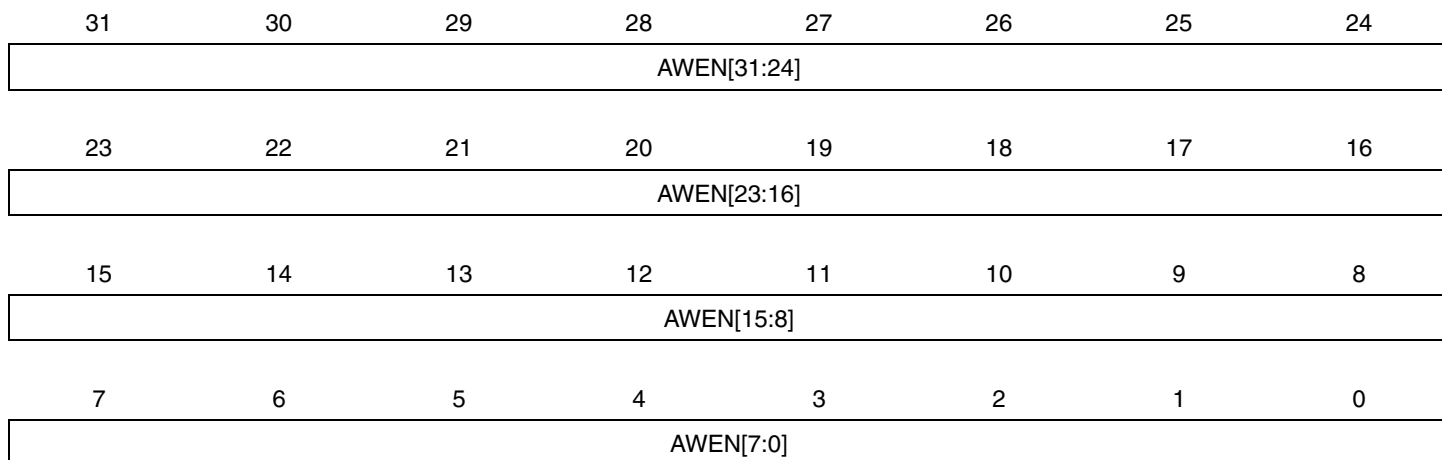 31 30 29 28 27 26 25 24
AWEN[31:24]
23 22 21 20 19 18 17 16
AWEN[23:16]
15 14 13 12 11 10 9 8
AWEN[15:8]
7 6 5 4 3 2 1 0
AWEN[7:0]